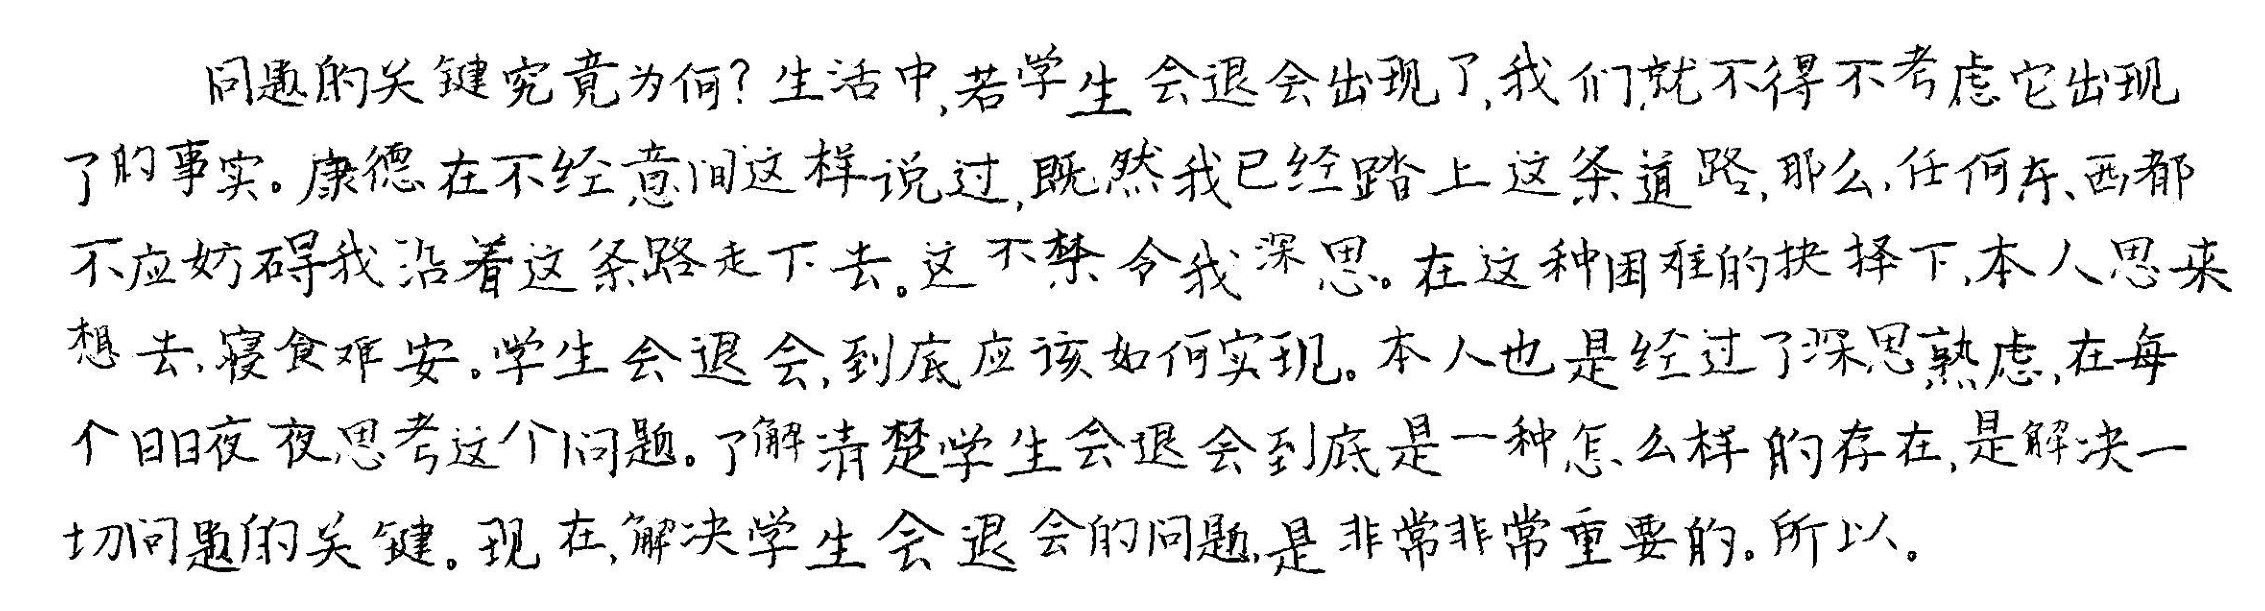 问题的关键究竟为何?生活中,若学生会退会出现了,我们就不得不考虑它出现
了的事实。康德在不经意间这样说过,既然我已经踏上这条道路,那么,任何东西都
不应妨碍我沿着这条路走下去。这不禁令我深思。在这种困难的抉择下,本人思来
想去,寝食难安。学生会退会,到底应该如何实现。本人也是经过了深思熟虑,在每
个日日夜夜思考这个问题。了解清楚学生会退会到底是一种怎么样的存在,是解决一
切问题的关键。现在,解决学生会退会的问题,是非常非常重要的。所以。